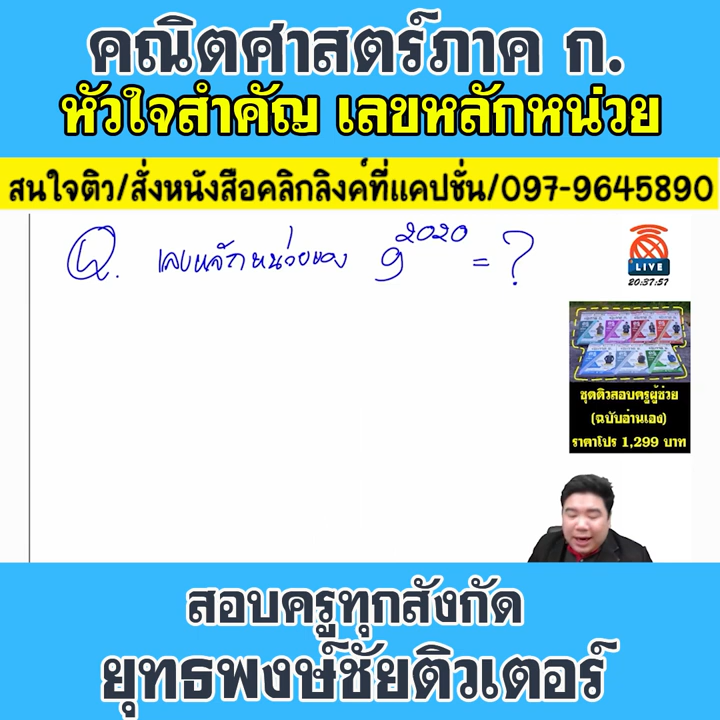 คณิตศาสตร์ภาค ก.
หัวใจสำคัญ เลขหลักหน่วย
สนใจติว/สั่งหนังสือคลิกลิงค์ที่แคปชั่น/097-9645890
Q. เลขหลักหน่วยของ 9^2020 = ?
LIVE
20:37:57
ชุดติวสอบครูผู้ช่วย
(ฉบับอ่านเอง)
ราคาโปร 1,299 บาท
สอบครูทุกสังกัด
ยุทธพงษ์ชัยติวเตอร์